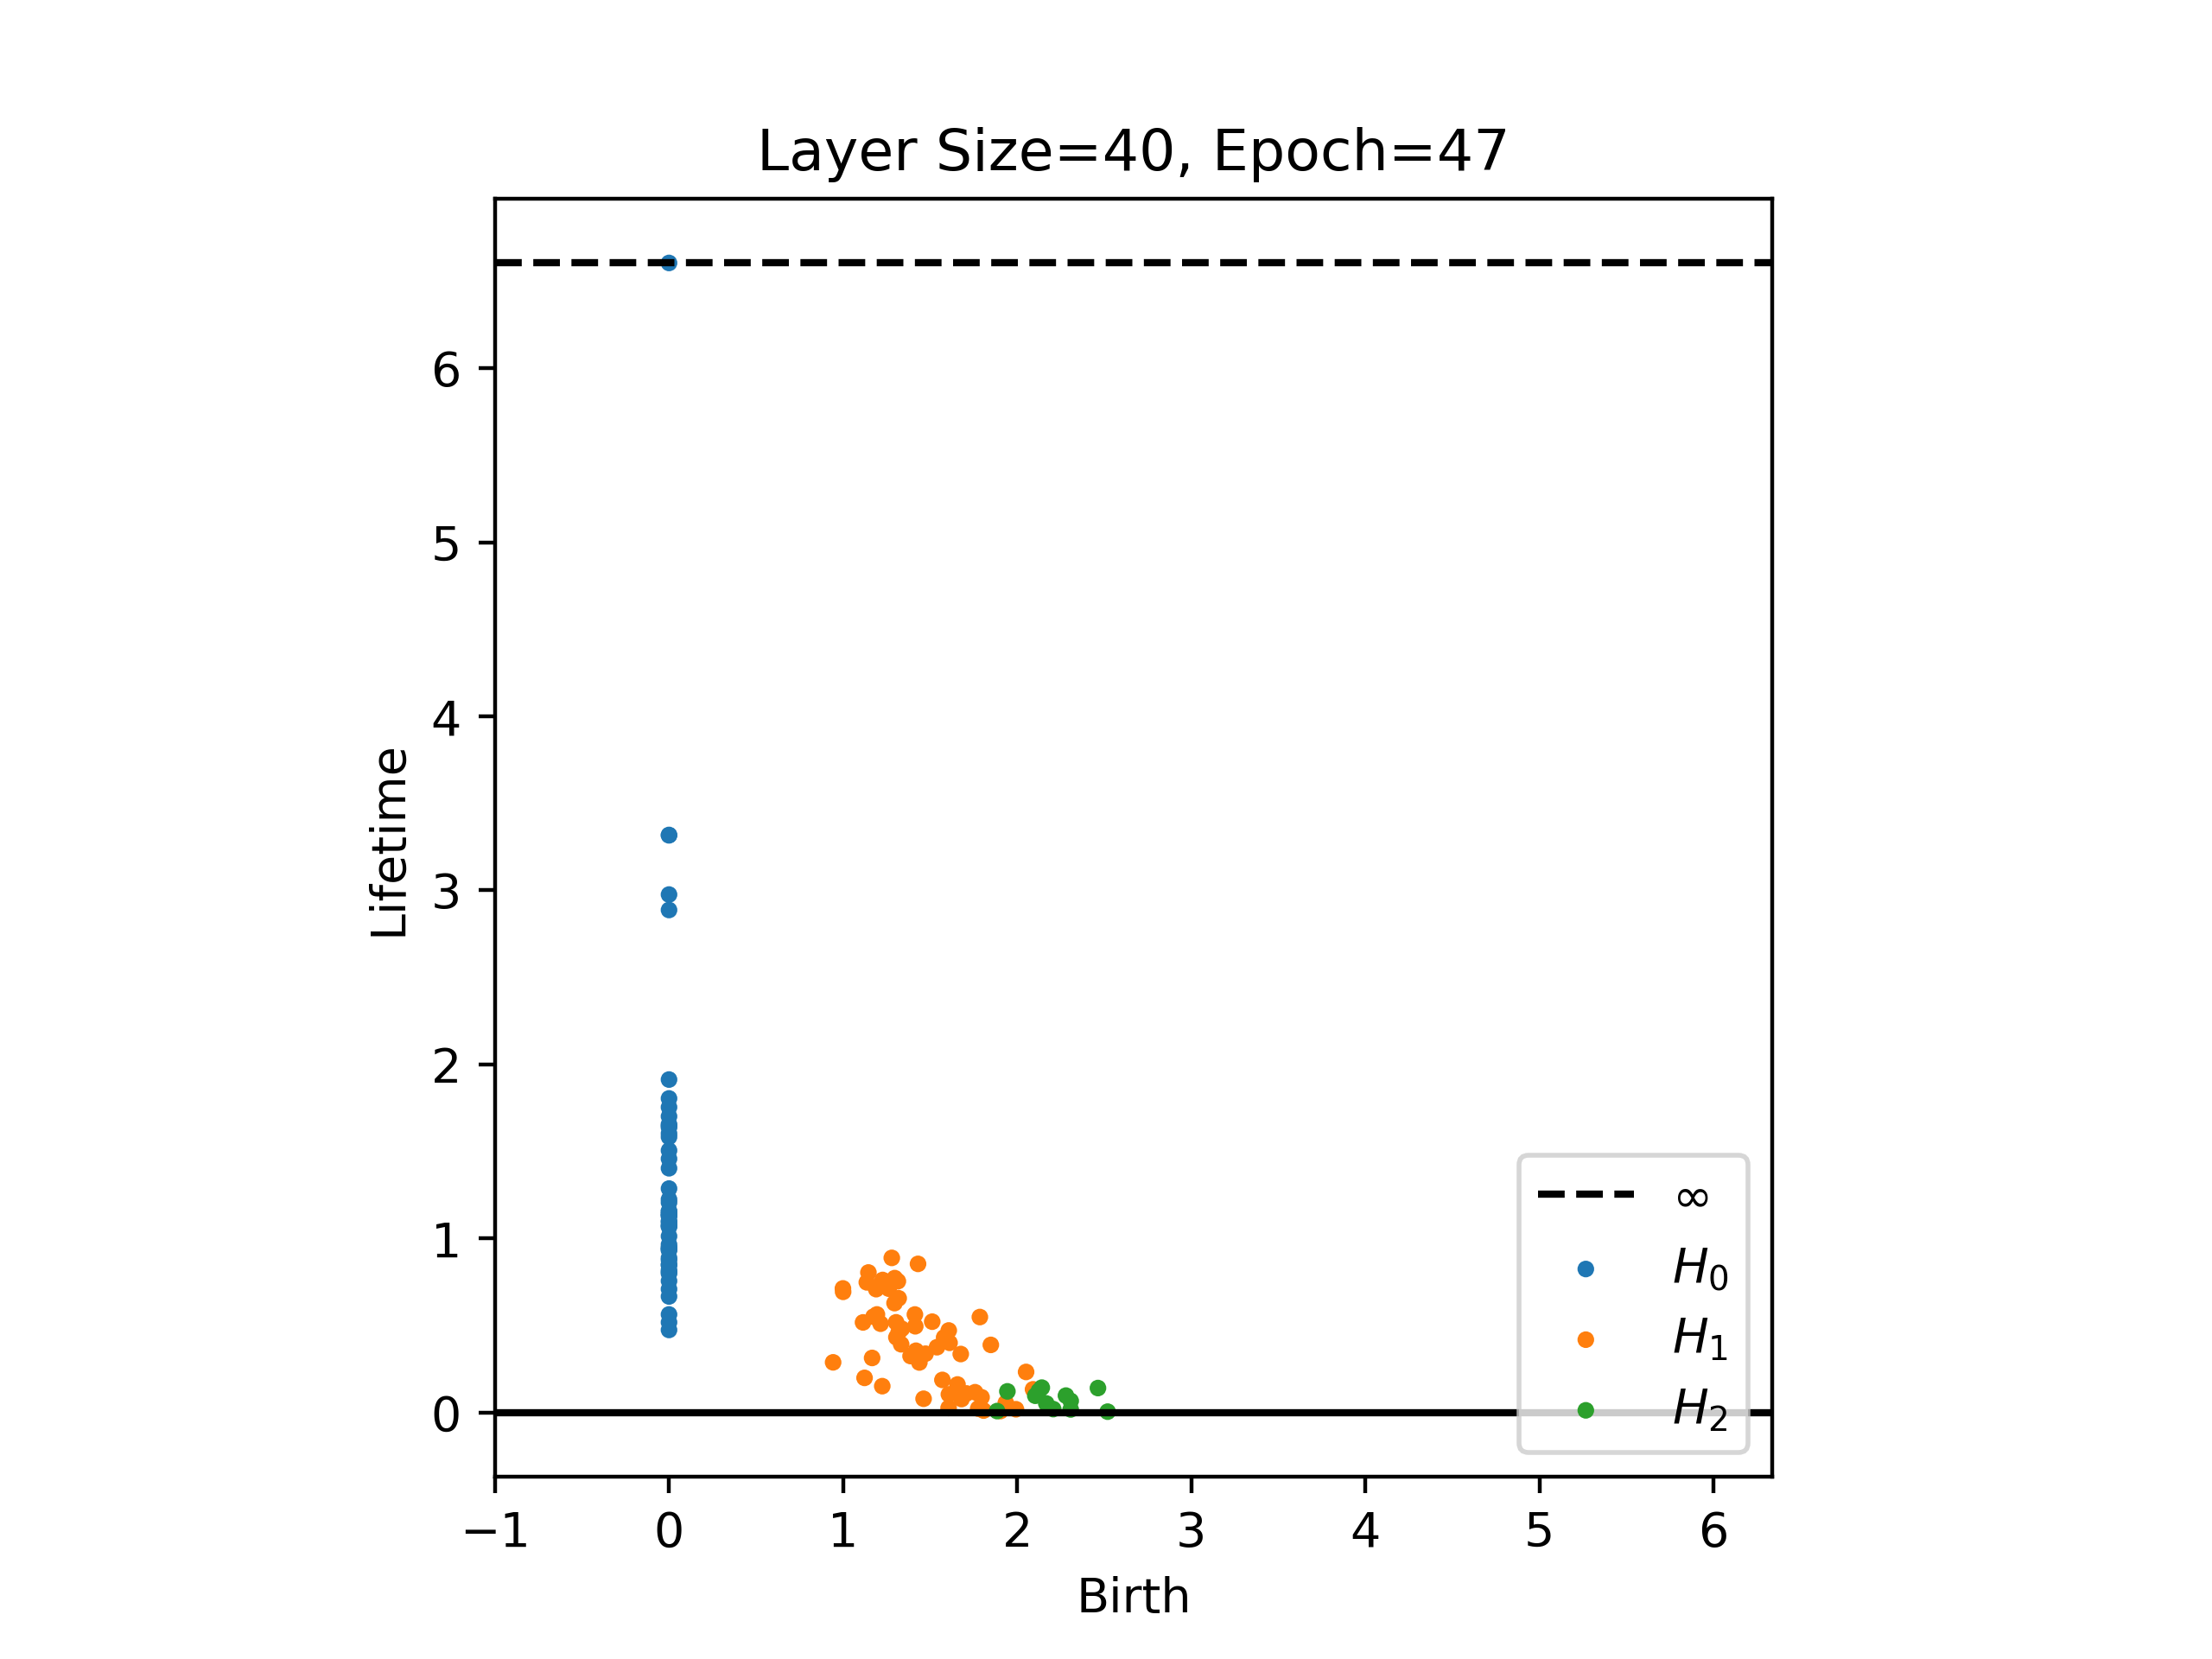 Layer Size=40, Epoch=47
Lifetime
6
5
4
3
2
1
0
−1 0 1 2 3 4 5 6
Birth
∞
H₀
H₁
H₂